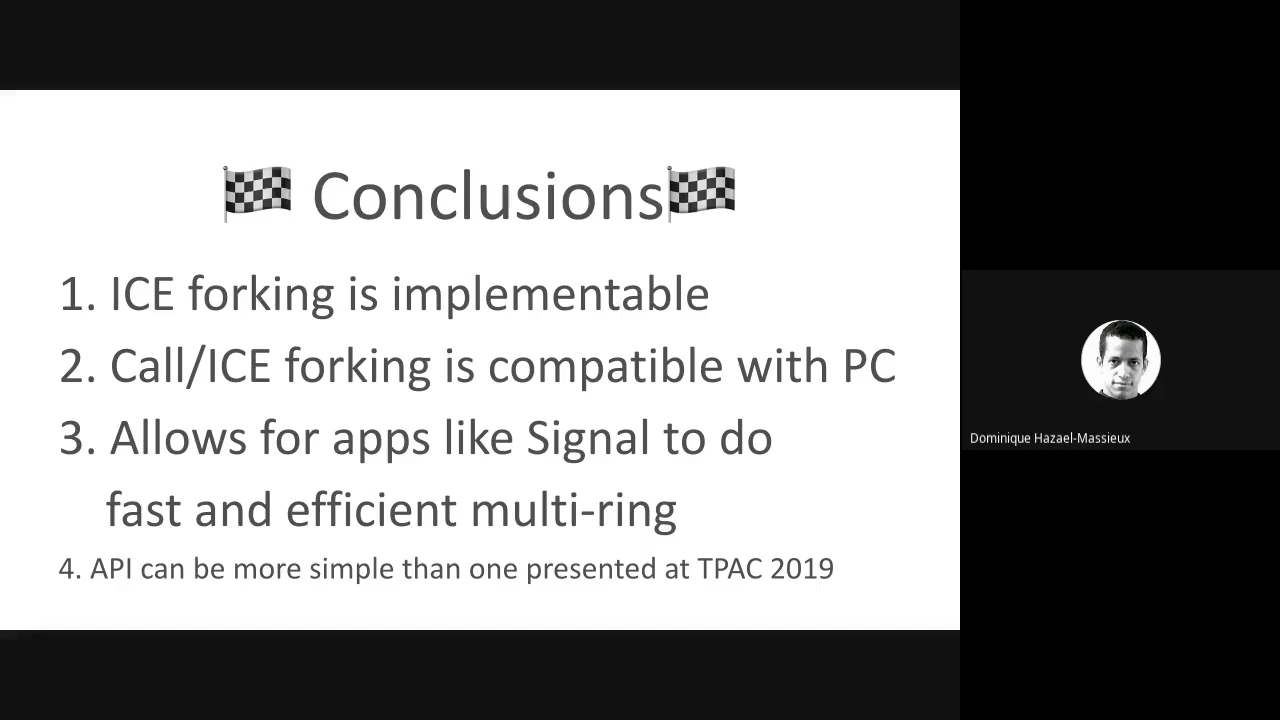 🏁 Conclusions🏁
1. ICE forking is implementable
2. Call/ICE forking is compatible with PC
3. Allows for apps like Signal to do
fast and efficient multi-ring
4. API can be more simple than one presented at TPAC 2019
Dominique Hazael-Massieux